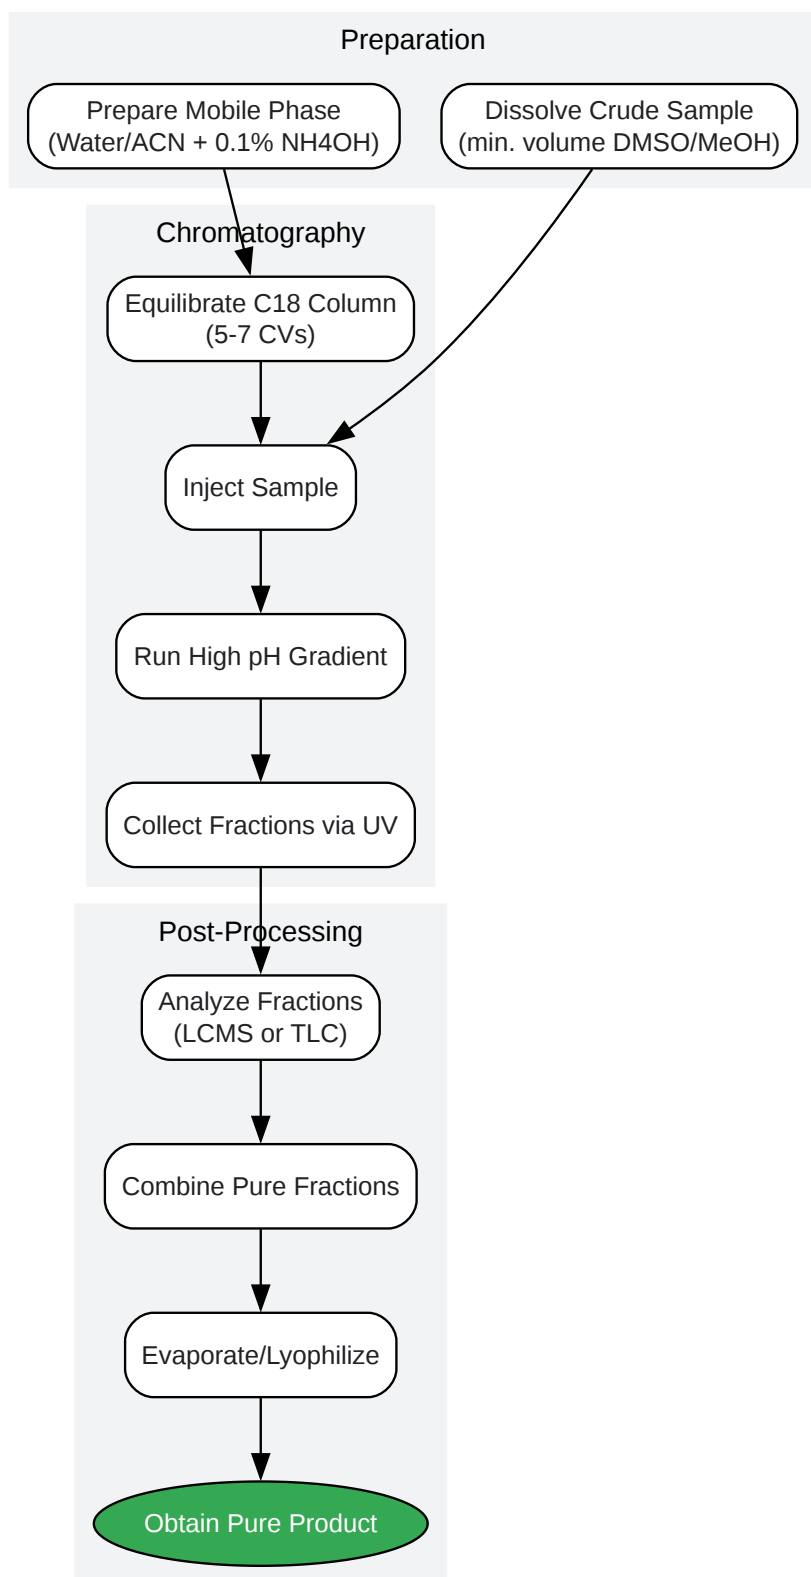 Preparation
Prepare Mobile Phase
(Water/ACN + 0.1% NH4OH)
Dissolve Crude Sample
(min. volume DMSO/MeOH)
Chromatography
Equilibrate C18 Column
(5-7 CVs)
Inject Sample
Run High pH Gradient
Collect Fractions via UV
Post-Processing
Analyze Fractions
(LCMS or TLC)
Combine Pure Fractions
Evaporate/Lyophilize
Obtain Pure Product